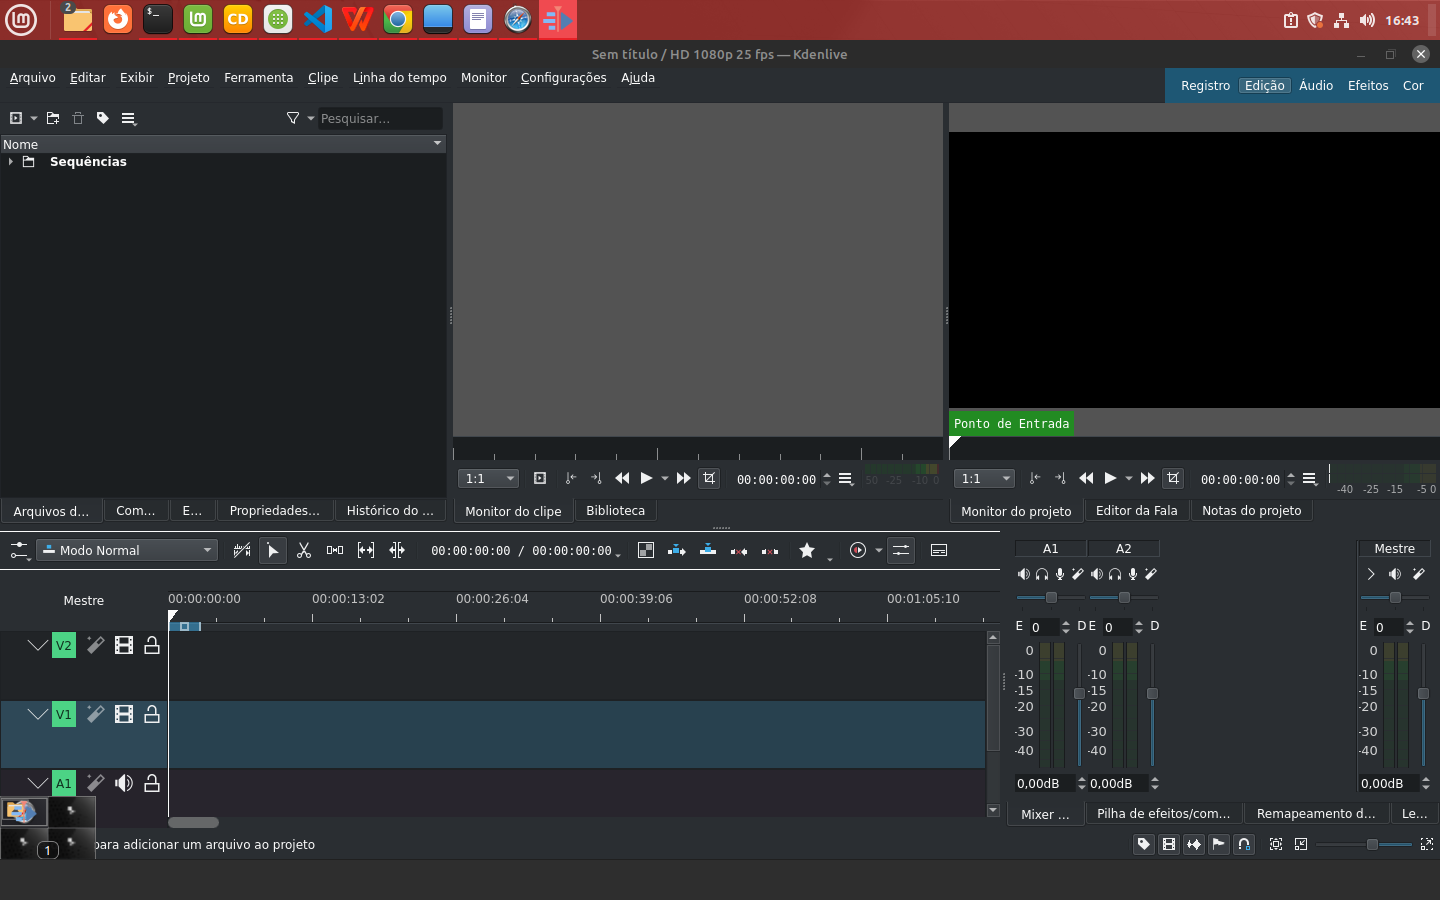 2
CD
16:43
Sem título / HD 1080p 25 fps — Kdenlive
Arquivo Editar Exibir Projeto Ferramenta Clipe Linha do tempo Monitor Configurações Ajuda
Registro Edição Áudio Efeitos Cor
Pesquisar...
Nome
Sequências
Ponto de Entrada
1:1 00:00:00:00 50 -25 -10 0
1:1 00:00:00:00 -40 -25 -15 -5 0
Arquivos d... Com... E... Propriedades... Histórico do ...
Monitor do clipe Biblioteca
Monitor do projeto Editor da Fala Notas do projeto
Modo Normal 00:00:00:00 / 00:00:00:00
A1 A2 Mestre
Mestre 00:00:00:00 00:00:13:02 00:00:26:04 00:00:39:06 00:00:52:08 00:01:05:10
E 0 D E 0 D E 0 D
V2
V1
A1
0 0 0
-10 -10 -10
-15 -15 -15
-20 -20 -20
-30 -30 -30
-40 -40 -40
0,00dB 0,00dB 0,00dB
Mixer ... Pilha de efeitos/com... Remapeamento d... Le...
1
para adicionar um arquivo ao projeto